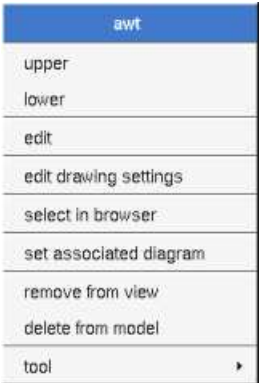 awt
upper
lower
edit
edit drawing settings
select in browser
set associated diagram
remove from view
delete from model
tool